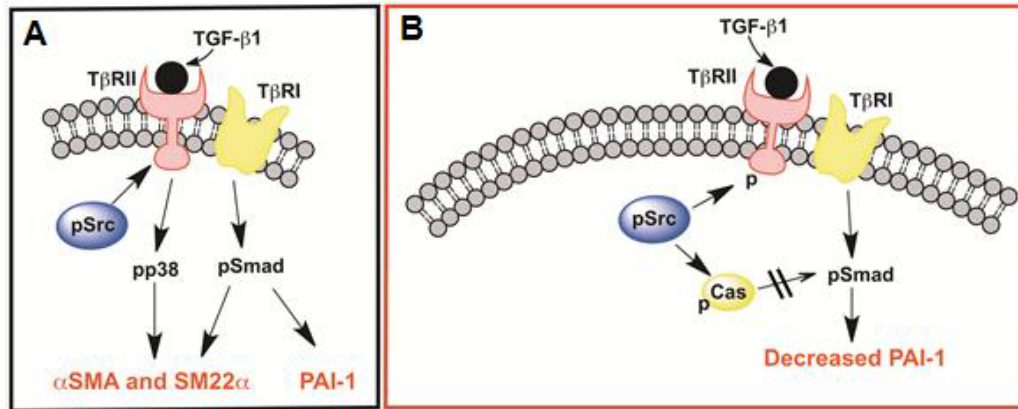 A
TGF-β1
TβRII
TβRI
pSrc
pp38
pSmad
αSMA and SM22α
PAI-1
B
TGF-β1
TβRII
TβRI
p
pSrc
pCas
pSmad
Decreased PAI-1